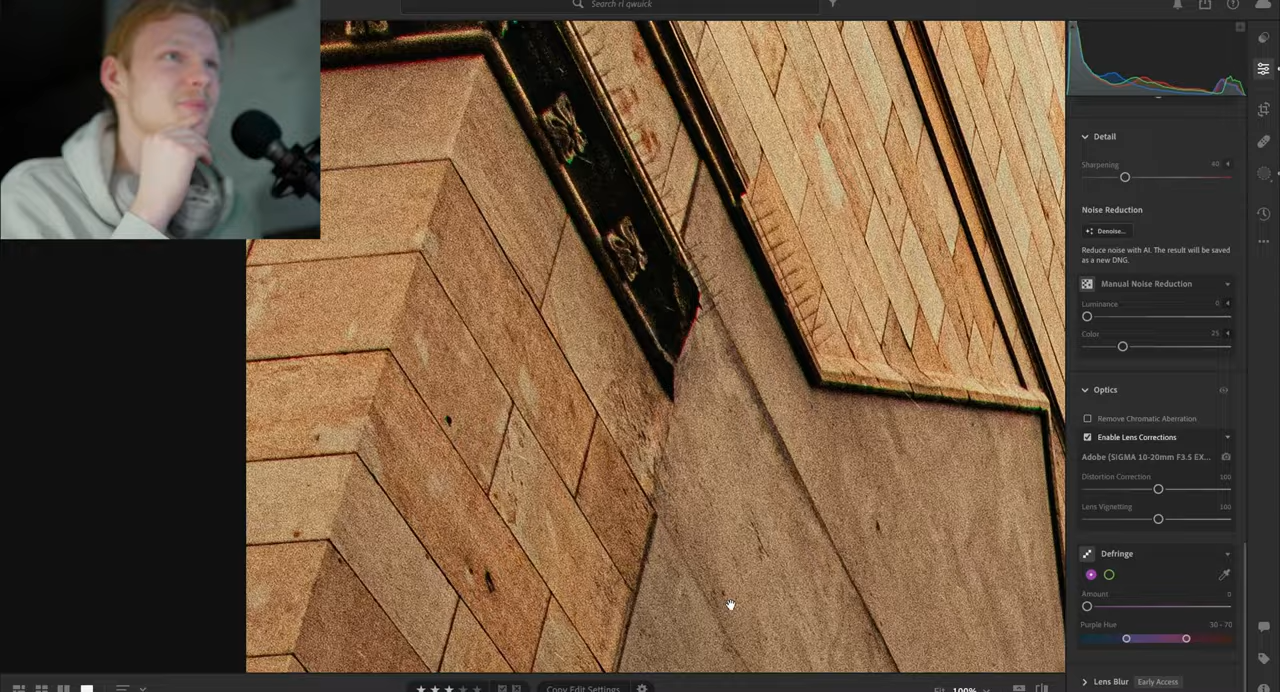 Search rl qwuick
Detail
Sharpening 40
Noise Reduction
Denoise...
Reduce noise with AI. The result will be saved
as a new DNG.
Manual Noise Reduction
Luminance 0
Color 25
Optics
Remove Chromatic Aberration
Enable Lens Corrections
Adobe (SIGMA 10-20mm F3.5 EX...
Distortion Correction 100
Lens Vignetting 100
Defringe
Amount 0
Purple Hue 30 - 70
Lens Blur Early Access
Copy Edit Settings
Fit 100%